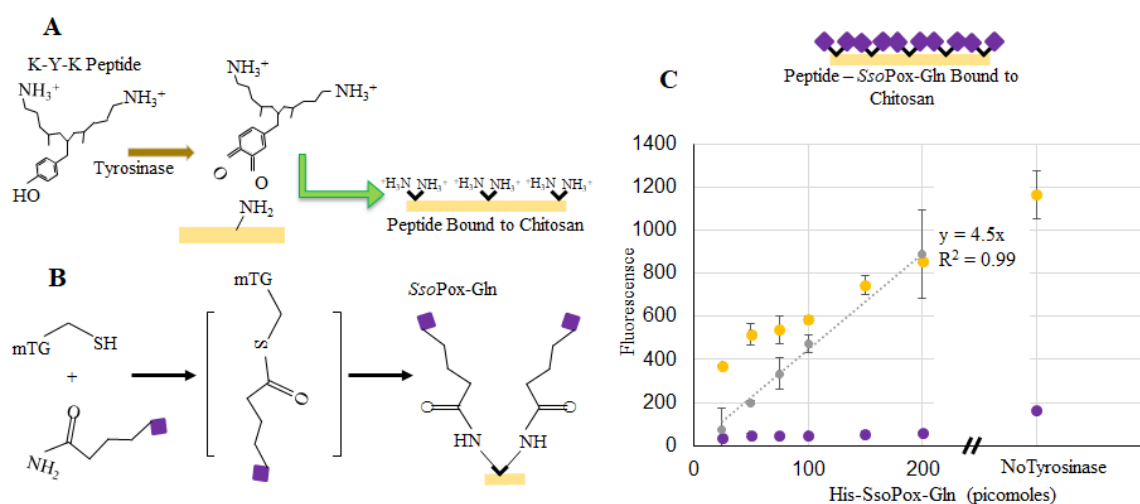 A
K-Y-K Peptide
NH3+
NH3+
HO
Tyrosinase
NH3+
NH3+
O
O
NH2
+H3N NH3+ +H3N NH3+ +H3N NH3+
Peptide Bound to Chitosan
B
mTG
SH
+
O
NH2
mTG
S
O
SsoPox-Gln
O
O
HN
NH
C
Peptide – SsoPox-Gln Bound to
Chitosan
Fluorescensce
1400
1200
1000
800
600
400
200
0
y = 4.5x
R2 = 0.99
0
100
200
NoTyrosinase
His-SsoPox-Gln (picomoles)